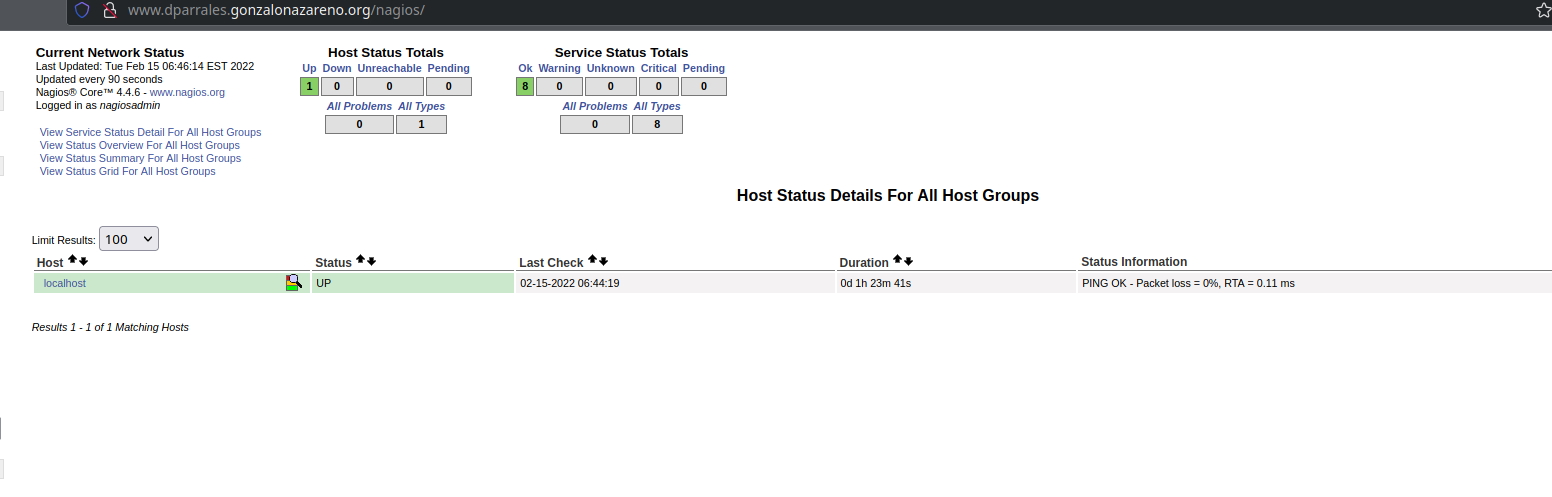 www.dparrales.gonzalonazareno.org/nagios/
Current Network Status
Last Updated: Tue Feb 15 06:46:14 EST 2022
Updated every 90 seconds
Nagios® Core™ 4.4.6 - www.nagios.org
Logged in as nagiosadmin
View Service Status Detail For All Host Groups
View Status Overview For All Host Groups
View Status Summary For All Host Groups
View Status Grid For All Host Groups
Host Status Totals
Up Down Unreachable Pending
1 0 0 0
All Problems All Types
0 1
Service Status Totals
Ok Warning Unknown Critical Pending
8 0 0 0 0
All Problems All Types
0 8
Host Status Details For All Host Groups
Limit Results: 100
Host Status Last Check Duration Status Information
localhost UP 02-15-2022 06:44:19 0d 1h 23m 41s PING OK - Packet loss = 0%, RTA = 0.11 ms
Results 1 - 1 of 1 Matching Hosts